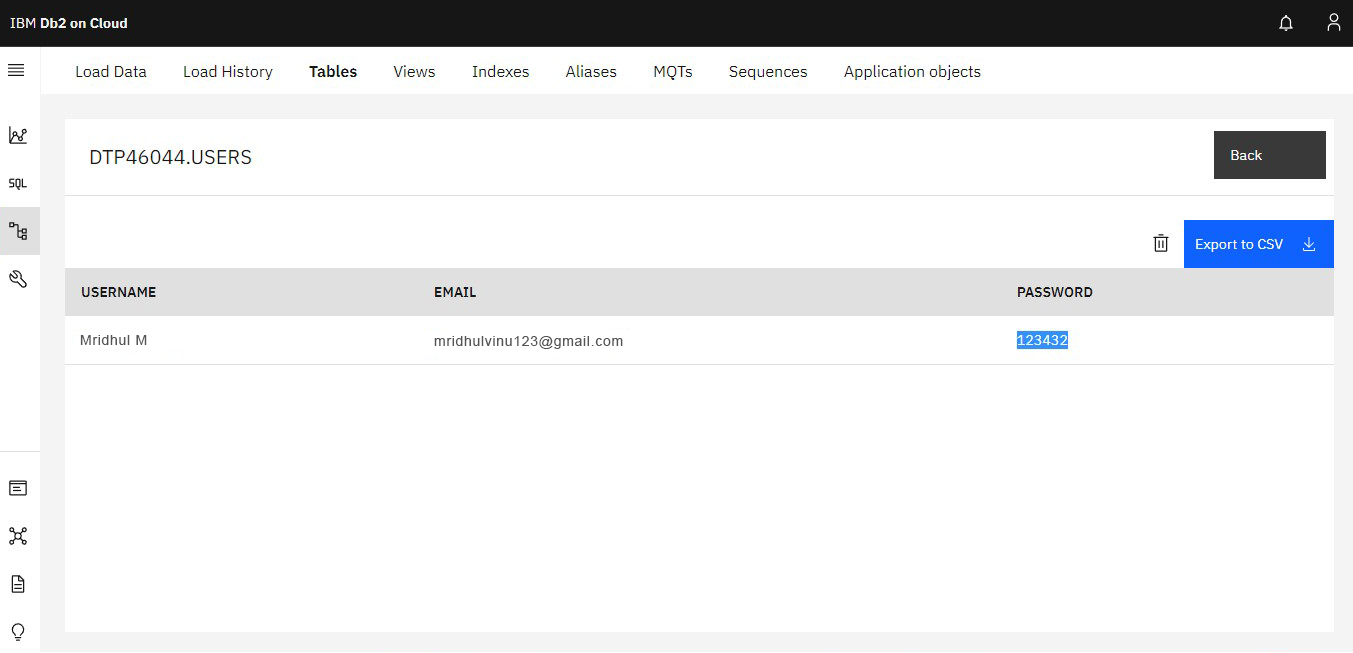 IBM Db2 on Cloud
Load Data Load History Tables Views Indexes Aliases MQTs Sequences Application objects
DTP46044.USERS
Back
SQL
Export to CSV
USERNAME EMAIL PASSWORD
Mridhul M mridhulvinu123@gmail.com 123432